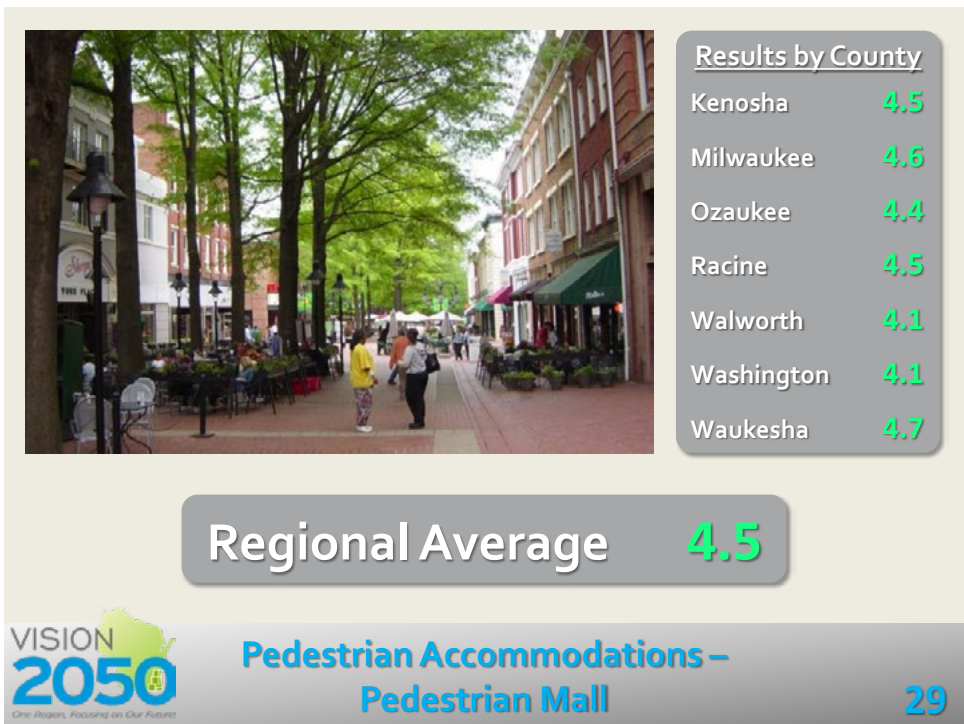 Results by County
Kenosha 4.5
Milwaukee 4.6
Ozaukee 4.4
Racine 4.5
Walworth 4.1
Washington 4.1
Waukesha 4.7
Regional Average 4.5
VISION
2050
One Region, Focusing on Our Future
Pedestrian Accommodations –
Pedestrian Mall
29